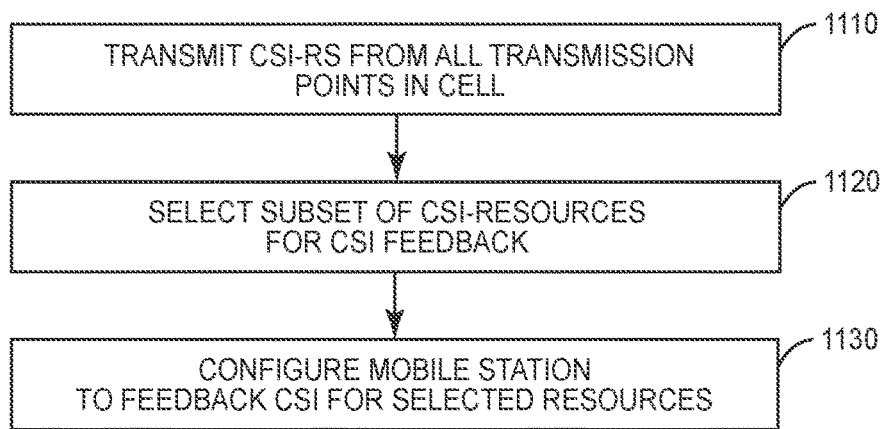 1110
TRANSMIT CSI-RS FROM ALL TRANSMISSION
POINTS IN CELL
1120
SELECT SUBSET OF CSI-RESOURCES
FOR CSI FEEDBACK
1130
CONFIGURE MOBILE STATION
TO FEEDBACK CSI FOR SELECTED RESOURCES